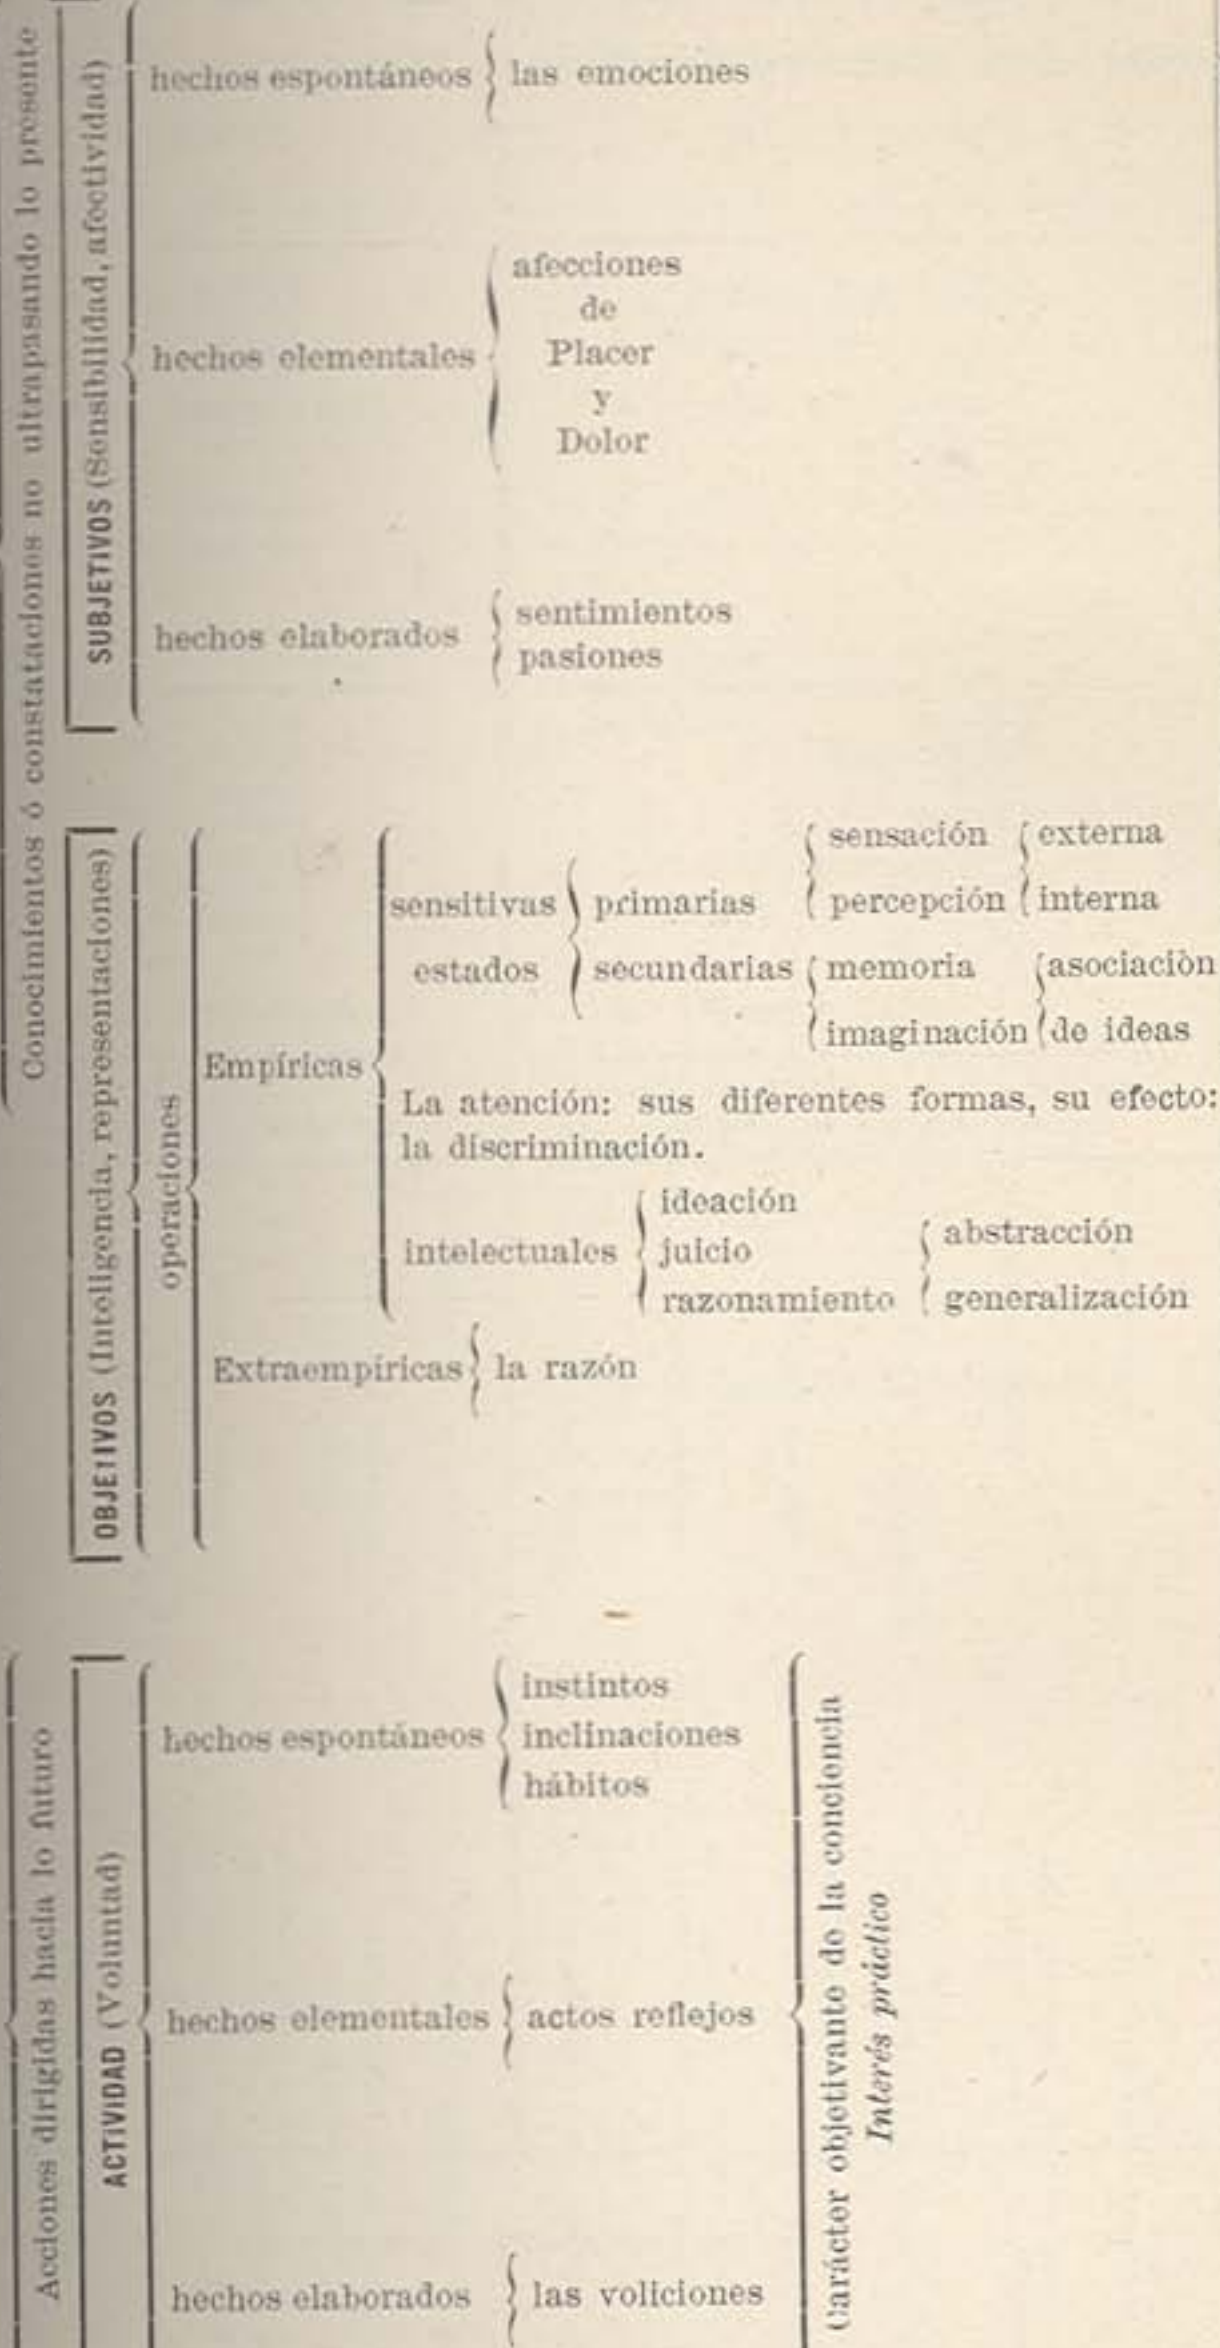 Conocimientos ó constataciones no ultrapasando lo presente
SUBJETIVOS (Sensibilidad, afectividad)
hechos espontáneos
las emociones
hechos elementales
afecciones
de
Placer
y
Dolor
hechos elaborados
sentimientos
pasiones
OBJETIVOS (Inteligencia, representaciones)
operaciones
Empíricas
sensitivas
estados
primarias
sensación
percepción
externa
interna
secundarias
memoria
imaginación
asociaciòn
de ideas
La atención: sus diferentes formas, su efecto:
la discriminación.
intelectuales
ideación
juicio
razonamiento
abstracción
generalización
Extraempíricas
la razón
Acciones dirigidas hacia lo futuro
ACTIVIDAD (Voluntad)
hechos espontáneos
instintos
inclinaciones
hábitos
hechos elementales
actos reflejos
hechos elaborados
las voliciones
Carácter objetivante de la conciencia
Interés práctico